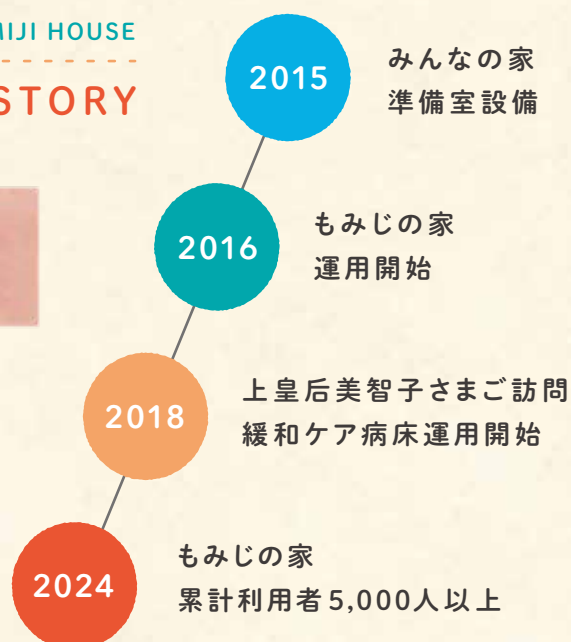 MIJI HOUSE
STORY
2015
みんなの家
準備室設備
2016
もみじの家
運用開始
2018
上皇后美智子さまご訪問
緩和ケア病床運用開始
2024
もみじの家
累計利用者5,000人以上